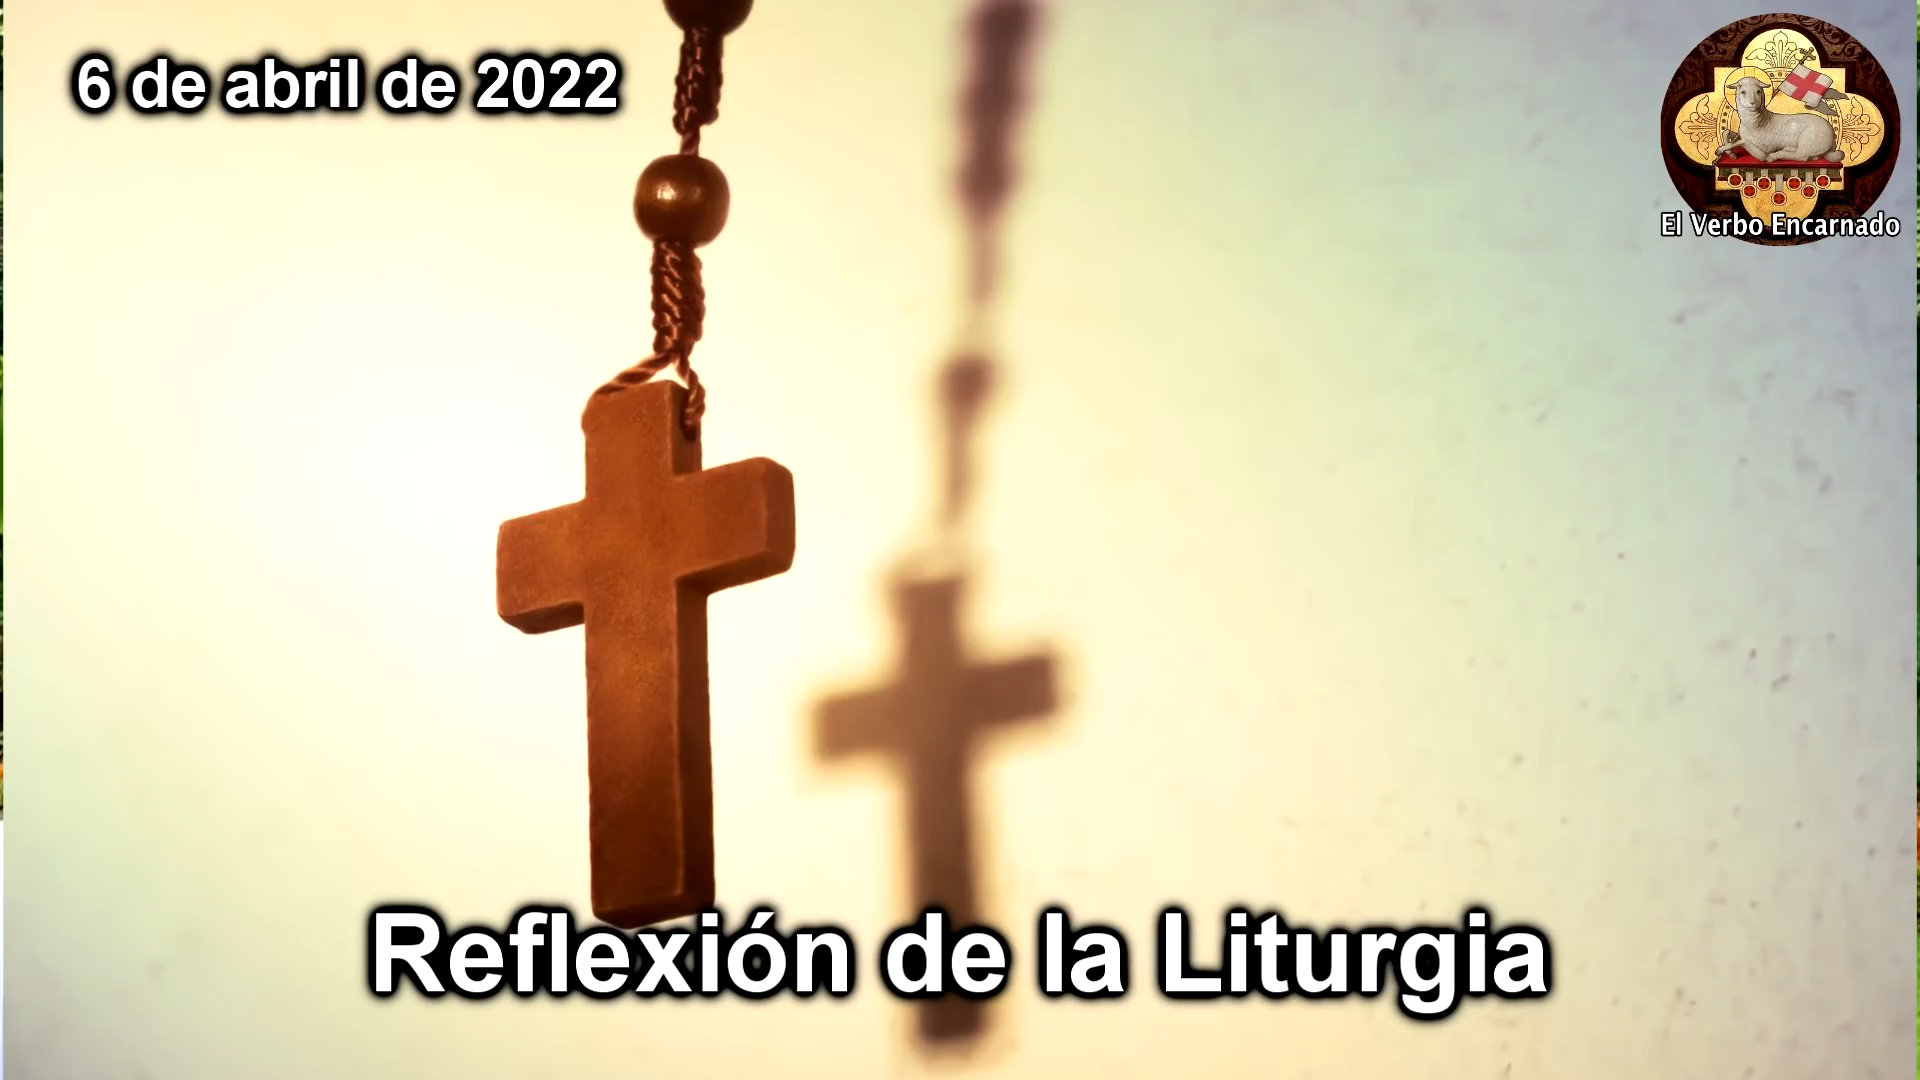 6 de abril de 2022
El Verbo Encarnado
Reflexión de la Liturgia